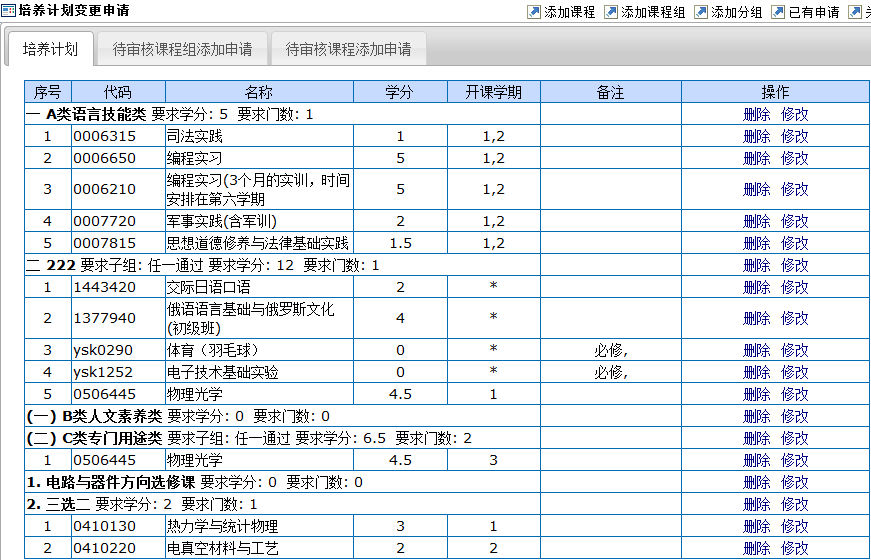 培养计划变更申请
添加课程 添加课程组 添加分组 已有申请
培养计划 待审核课程组添加申请 待审核课程添加申请
序号 代码 名称 学分 开课学期 备注 操作
一 A类语言技能类 要求学分: 5 要求门数: 1 删除 修改
1 0006315 司法实践 1 1,2 删除 修改
2 0006650 编程实习 5 1,2 删除 修改
3 0006210 编程实习(3个月的实训，时间 5 1,2 删除 修改
安排在第六学期
4 0007720 军事实践(含军训) 2 1,2 删除 修改
5 0007815 思想道德修养与法律基础实践 1.5 1,2 删除 修改
二 222 要求子组: 任一通过 要求学分: 12 要求门数: 1 删除 修改
1 1443420 交际日语口语 2 * 删除 修改
2 1377940 俄语语言基础与俄罗斯文化 4 * 删除 修改
(初级班)
3 ysk0290 体育（羽毛球） 0 * 必修, 删除 修改
4 ysk1252 电子技术基础实验 0 * 必修, 删除 修改
5 0506445 物理光学 4.5 1 删除 修改
(一) B类人文素养类 要求学分: 0 要求门数: 0 删除 修改
(二) C类专门用途类 要求子组: 任一通过 要求学分: 6.5 要求门数: 2 删除 修改
1 0506445 物理光学 4.5 3 删除 修改
1. 电路与器件方向选修课 要求学分: 0 要求门数: 0 删除 修改
2. 三选二 要求学分: 2 要求门数: 1 删除 修改
1 0410130 热力学与统计物理 3 1 删除 修改
2 0410220 电真空材料与工艺 2 2 删除 修改